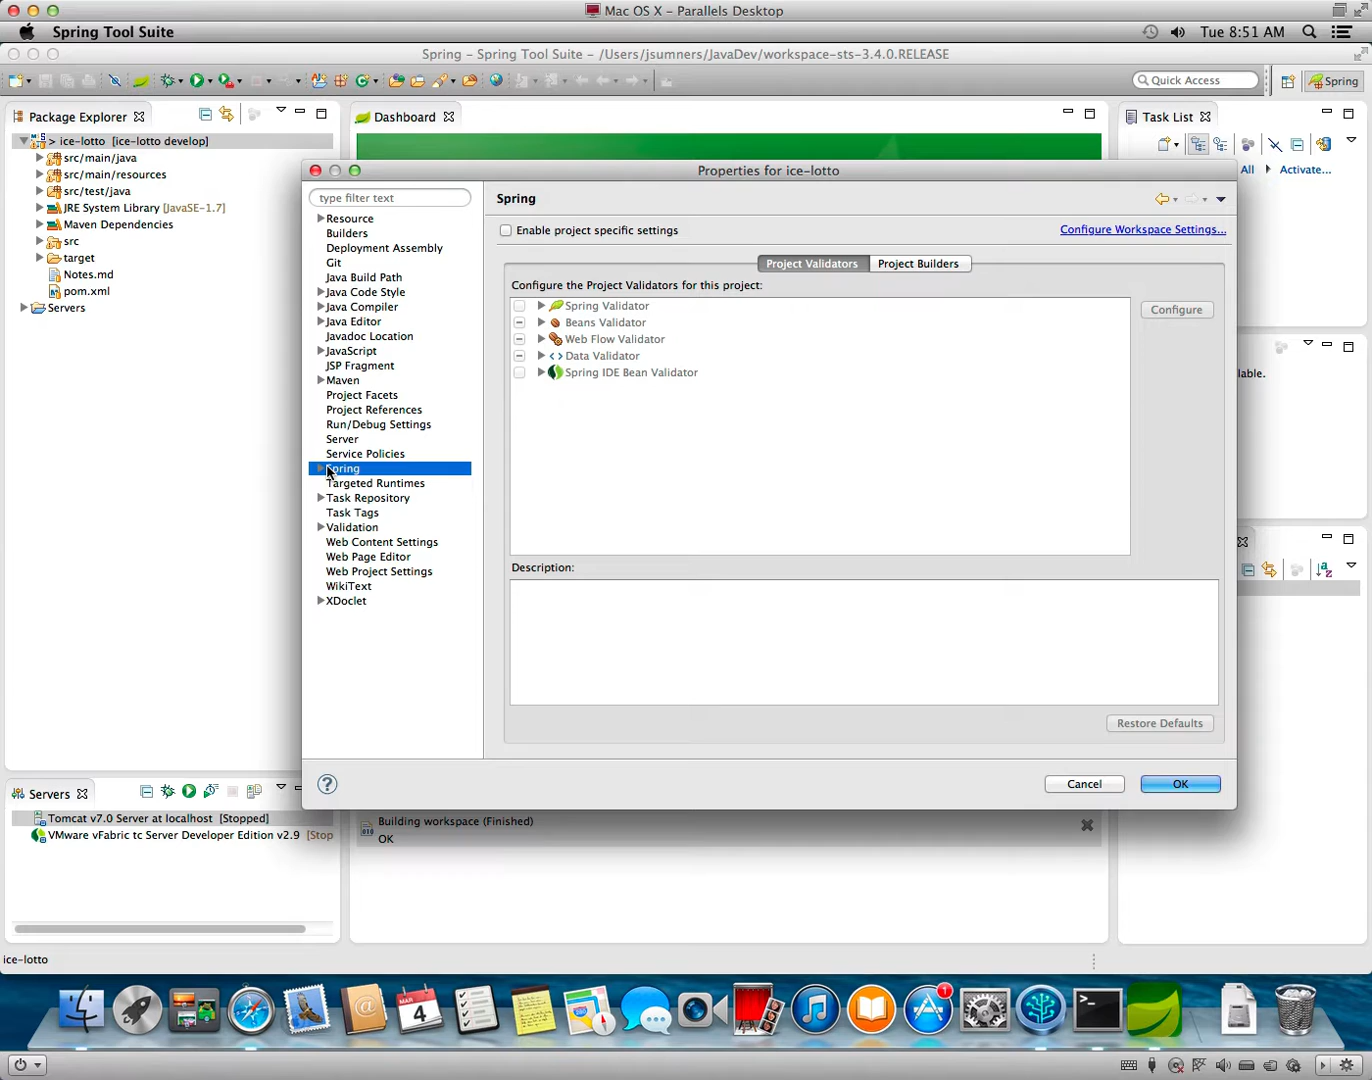 Mac OS X – Parallels Desktop
Spring Tool Suite
Tue 8:51 AM
Spring – Spring Tool Suite – /Users/jsumners/JavaDev/workspace-sts-3.4.0.RELEASE
Quick Access
Spring
Package Explorer
Dashboard
Task List
> ice-lotto [ice-lotto develop]
src/main/java
src/main/resources
src/test/java
JRE System Library [JavaSE-1.7]
Maven Dependencies
src
target
Notes.md
pom.xml
Servers
All
Activate...
lable.
Properties for ice-lotto
type filter text
Resource
Builders
Deployment Assembly
Git
Java Build Path
Java Code Style
Java Compiler
Java Editor
Javadoc Location
JavaScript
JSP Fragment
Maven
Project Facets
Project References
Run/Debug Settings
Server
Service Policies
Spring
Targeted Runtimes
Task Repository
Task Tags
Validation
Web Content Settings
Web Page Editor
Web Project Settings
WikiText
XDoclet
Spring
Enable project specific settings
Configure Workspace Settings...
Project Validators
Project Builders
Configure the Project Validators for this project:
Spring Validator
Beans Validator
Web Flow Validator
Data Validator
Spring IDE Bean Validator
Configure
Description:
Restore Defaults
?
Cancel
OK
Servers
Tomcat v7.0 Server at localhost [Stopped]
VMware vFabric tc Server Developer Edition v2.9 [Stop
Building workspace (Finished)
OK
ice-lotto
MAR
4
1